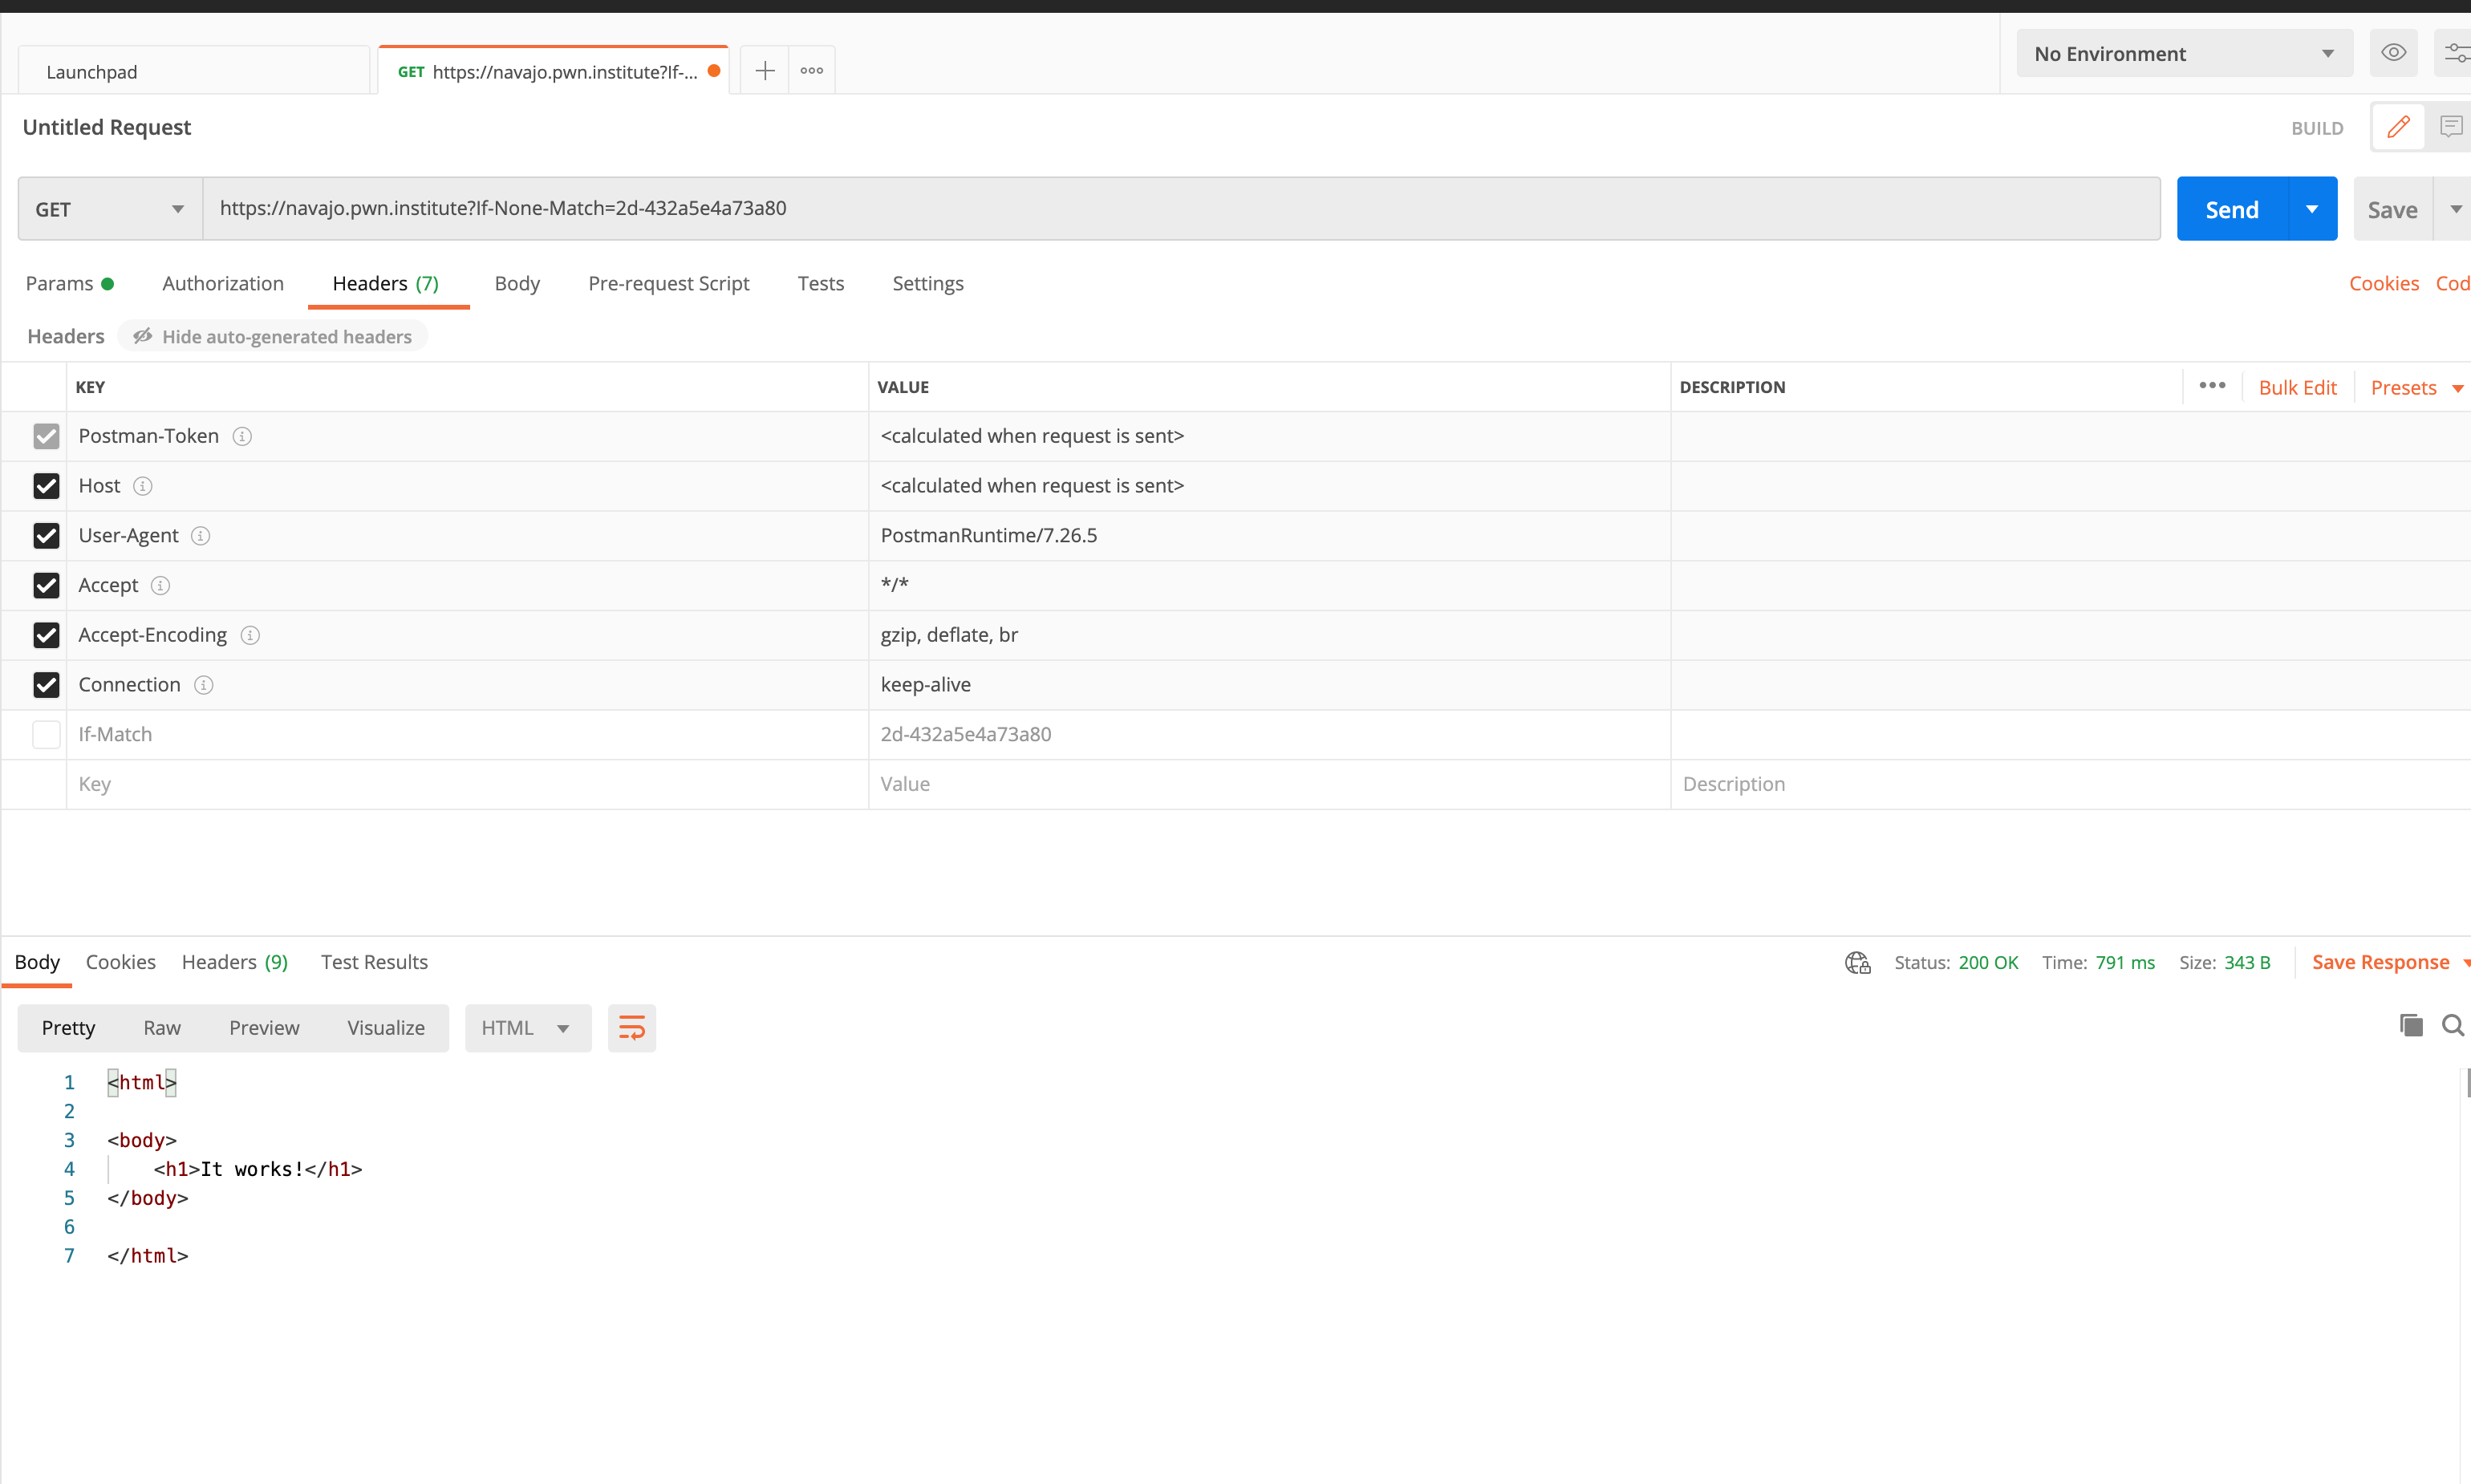 Launchpad
GET https://navajo.pwn.institute?If-...
No Environment
Untitled Request
BUILD
GET
https://navajo.pwn.institute?If-None-Match=2d-432a5e4a73a80
Send
Save
Params
Authorization
Headers (7)
Body
Pre-request Script
Tests
Settings
Cookies
Cod
Headers
Hide auto-generated headers
KEY
VALUE
DESCRIPTION
Bulk Edit
Presets
Postman-Token
<calculated when request is sent>
Host
<calculated when request is sent>
User-Agent
PostmanRuntime/7.26.5
Accept
*/*
Accept-Encoding
gzip, deflate, br
Connection
keep-alive
If-Match
2d-432a5e4a73a80
Key
Value
Description
Body
Cookies
Headers (9)
Test Results
Status: 200 OK
Time: 791 ms
Size: 343 B
Save Response
Pretty
Raw
Preview
Visualize
HTML
1 <html>
2
3 <body>
4 <h1>It works!</h1>
5 </body>
6
7 </html>